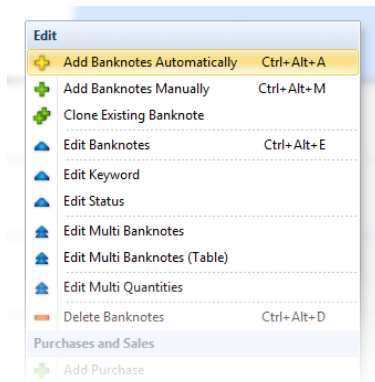 Edit
Add Banknotes Automatically Ctrl+Alt+A
Add Banknotes Manually Ctrl+Alt+M
Clone Existing Banknote
Edit Banknotes Ctrl+Alt+E
Edit Keyword
Edit Status
Edit Multi Banknotes
Edit Multi Banknotes (Table)
Edit Multi Quantities
Delete Banknotes Ctrl+Alt+D
Purchases and Sales
Add Purchase